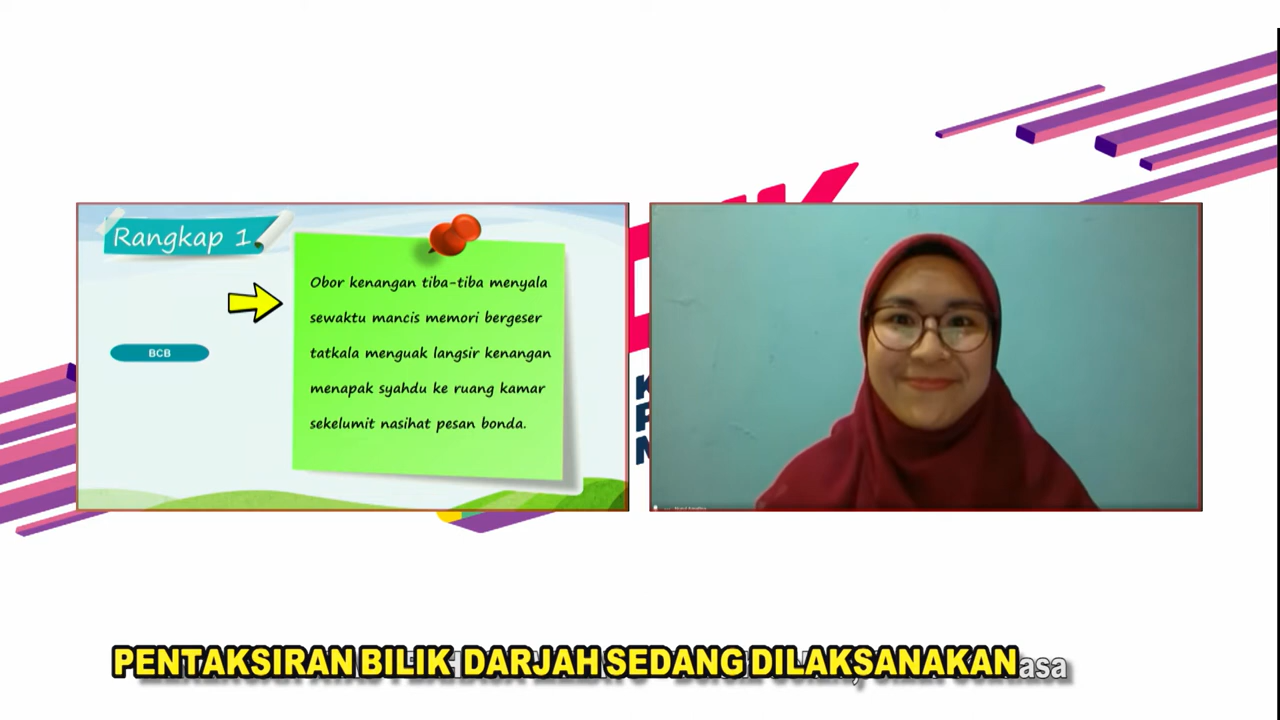 Rangkap 1
BCB
Obor kenangan tiba-tiba menyala
sewaktu mancis memori bergeser
tatkala menguak langsir kenangan
menapak syahdu ke ruang kamar
sekelumit nasihat pesan bonda.
PENTAKSIRAN BILIK DARJAH SEDANG DILAKSANAKAN